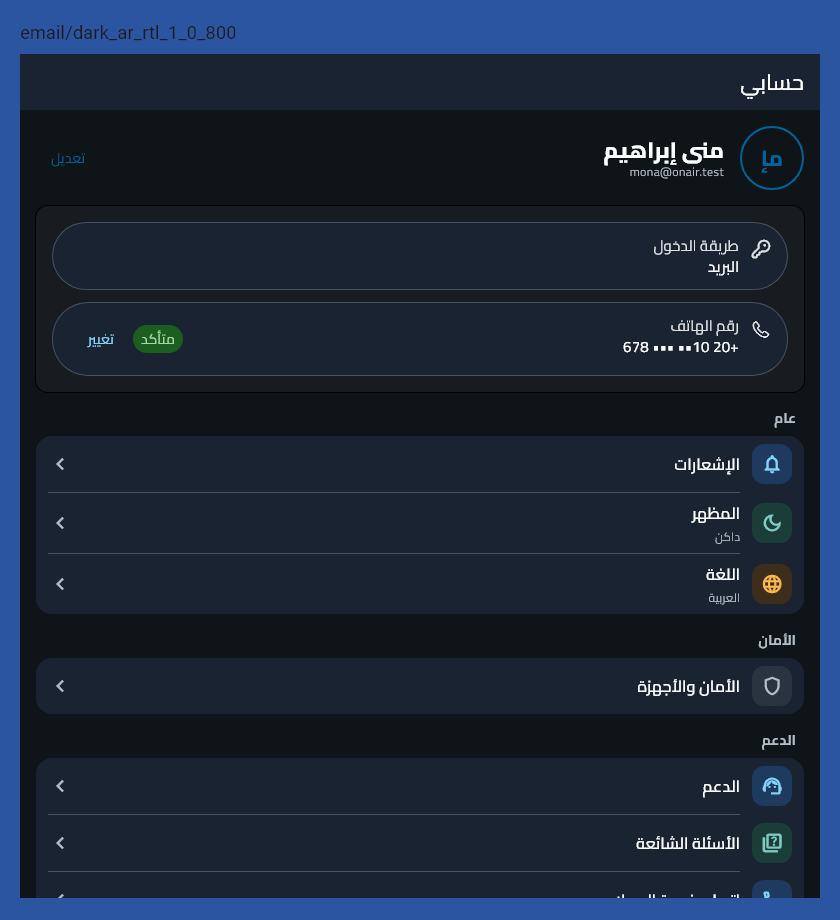 email/dark_ar_rtl_1_0_800
حسابي
مإ
منى إبراهيم
mona@onair.test
تعديل
طريقة الدخول
البريد
رقم الهاتف
+20 10•• ••• 678
متأكد
تغيير
عام
الإشعارات
المظهر
داكن
اللغة
العربية
الأمان
الأمان والأجهزة
الدعم
الدعم
الأسئلة الشائعة